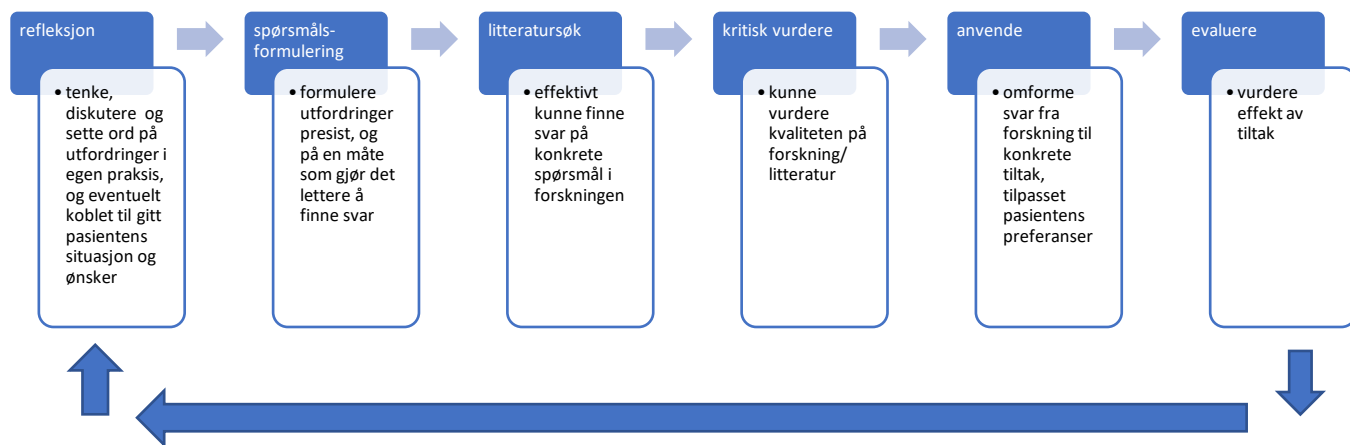 refleksjon
• tenke,
diskutere og
sette ord på
utfordringer i
egen praksis,
og eventuelt
koblet til gitt
pasientens
situasjon og
ønsker
spørsmåls-
formulering
• formulere
utfordringer
presist, og
på en måte
som gjør det
lettere å
finne svar
litteratursøk
• effektivt
kunne finne
svar på
konkrete
spørsmål i
forskningen
kritisk vurdere
• kunne
vurdere
kvaliteten på
forskning/
litteratur
anvende
• omforme
svar fra
forskning til
konkrete
tiltak,
tilpasset
pasientens
preferanser
evaluere
• vurdere
effekt av
tiltak